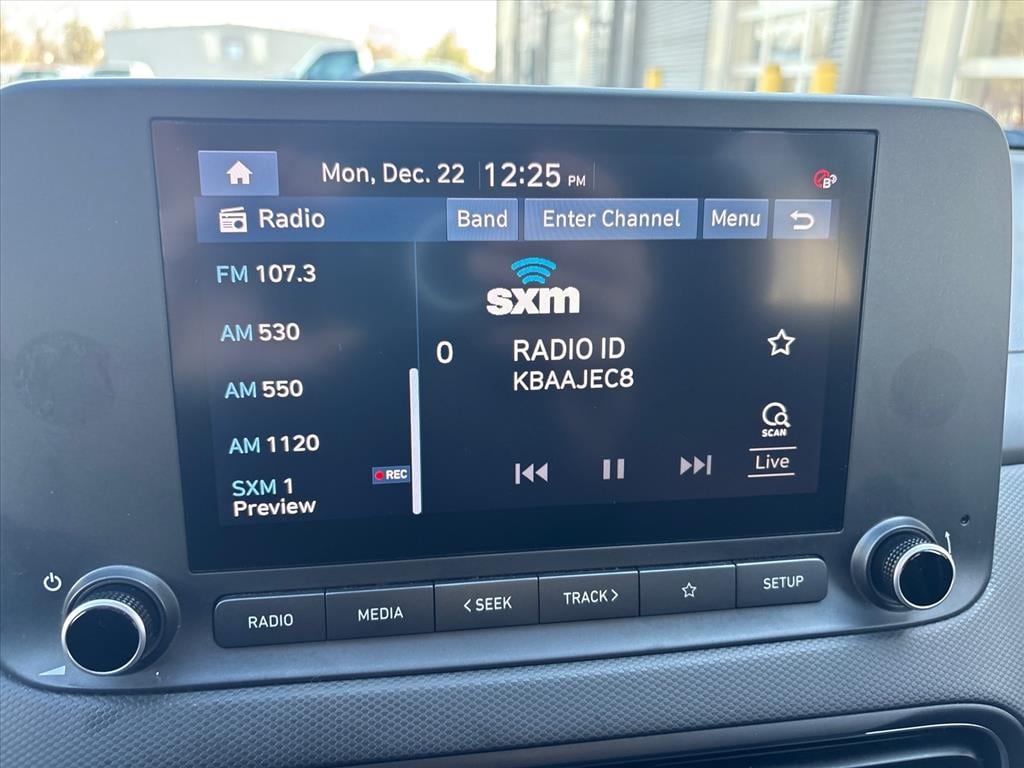 Mon, Dec. 22 12:25 PM
B
Radio Band Enter Channel Menu
FM 107.3
AM 530
AM 550
AM 1120
SXM 1
Preview
REC
sxm
0 RADIO ID
KBAAJEC8
SCAN
Live
RADIO MEDIA < SEEK TRACK > SETUP